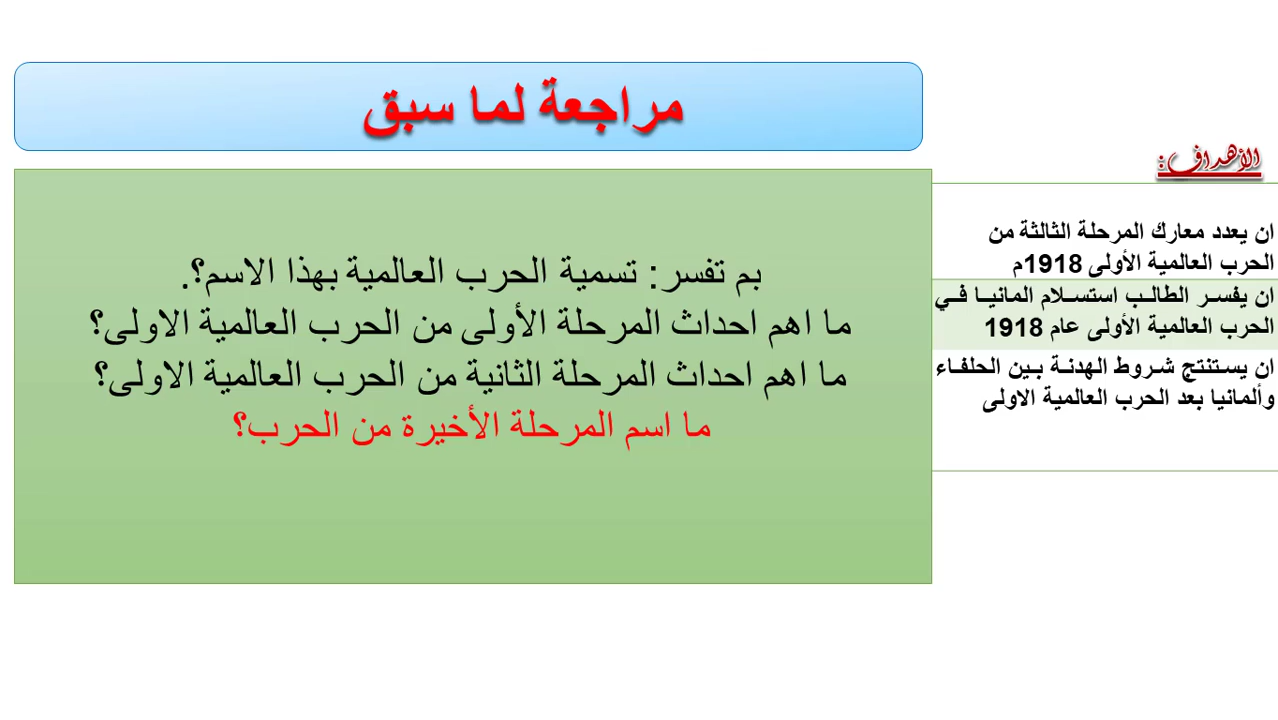 مراجعة لما سبق
الأهداف:
ان يعدد معارك المرحلة الثالثة من
الحرب العالمية الأولى 1918م
ان يفسر الطالب استسلام المانيا في
الحرب العالمية الأولى عام 1918
ان يستنتج شروط الهدنة بين الحلفاء
وألمانيا بعد الحرب العالمية الاولى
بم تفسر: تسمية الحرب العالمية بهذا الاسم؟.
ما اهم احداث المرحلة الأولى من الحرب العالمية الاولى؟
ما اهم احداث المرحلة الثانية من الحرب العالمية الاولى؟
ما اسم المرحلة الأخيرة من الحرب؟